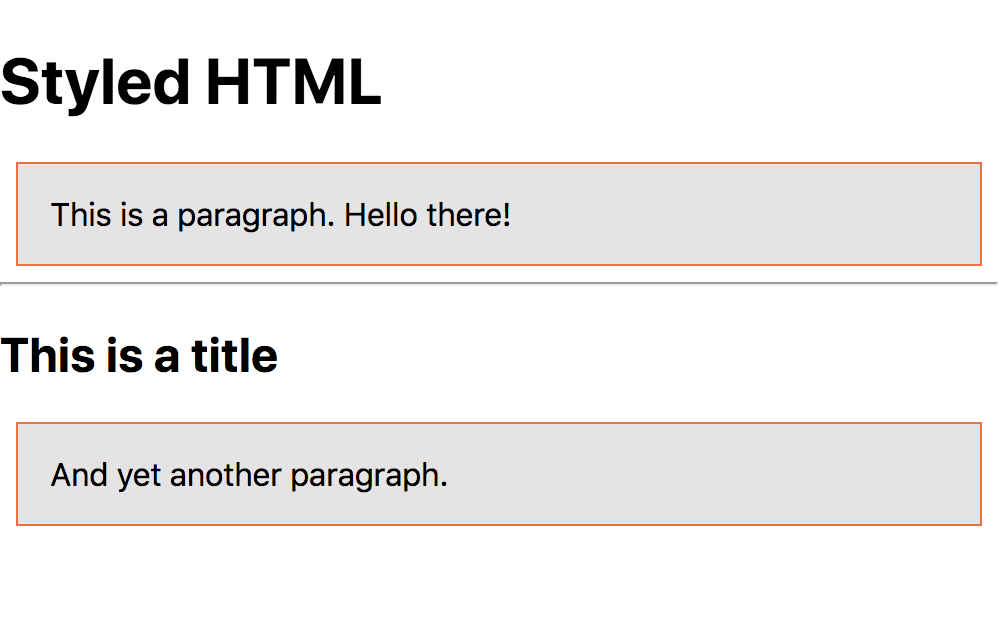 Styled HTML
This is a paragraph. Hello there!
This is a title
And yet another paragraph.